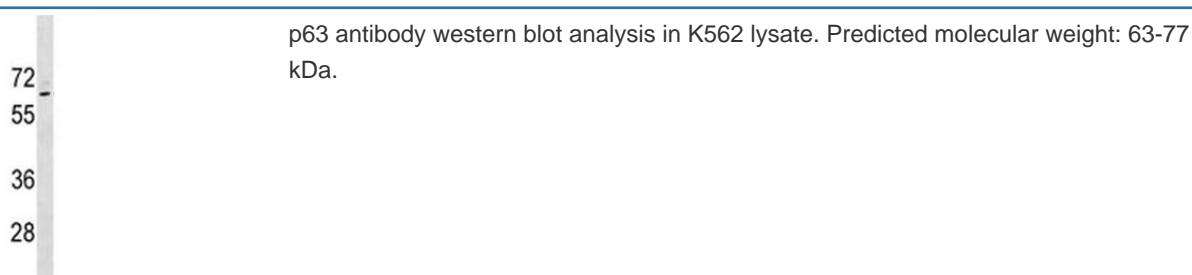 p63 antibody western blot analysis in K562 lysate. Predicted molecular weight: 63-77
kDa.
72
55
36
28